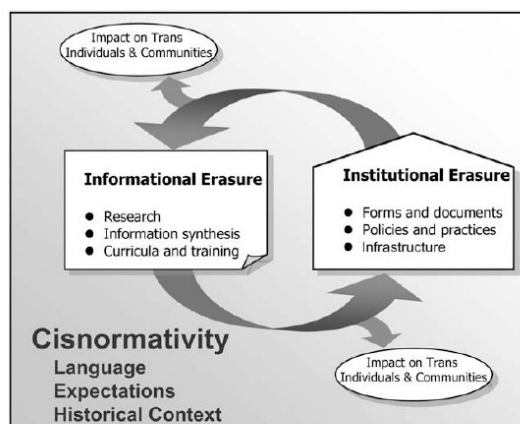 Impact on Trans
Individuals & Communities
Informational Erasure
● Research
● Information synthesis
● Curricula and training
Institutional Erasure
● Forms and documents
● Policies and practices
● Infrastructure
Cisnormativity
Language
Expectations
Historical Context
Impact on Trans
Individuals & Communities